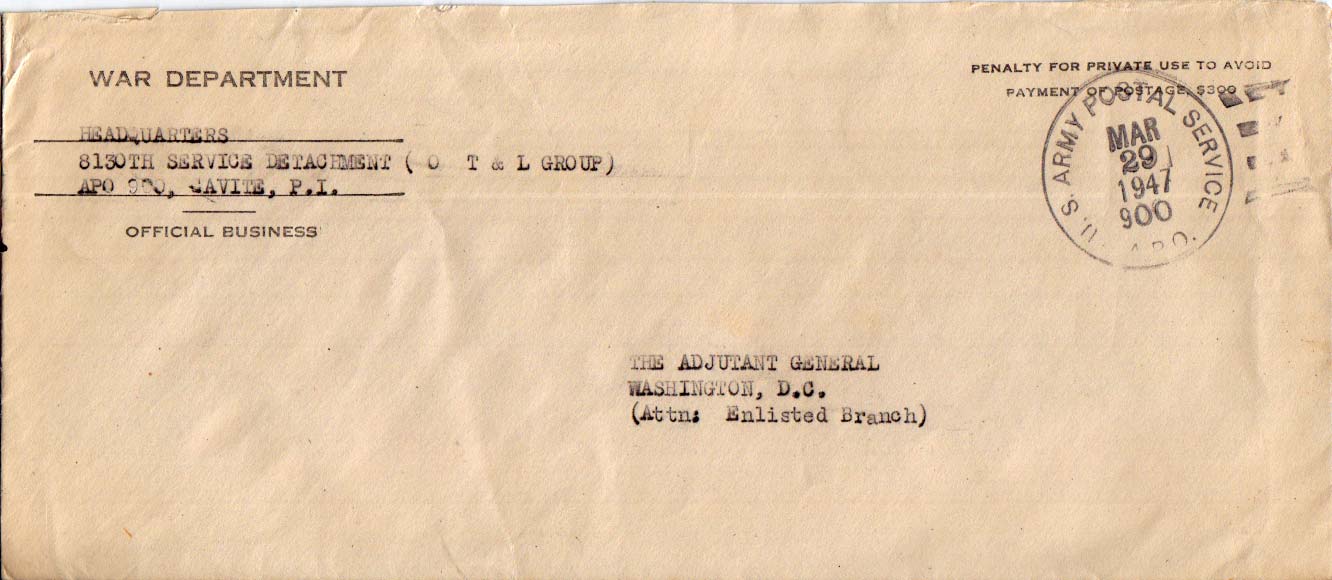 WAR DEPARTMENT
HEADQUARTERS
8130TH SERVICE DETACHMENT ( O T & L GROUP)
APO 900, CAVITE, P.I.
OFFICIAL BUSINESS
PENALTY FOR PRIVATE USE TO AVOID
PAYMENT OF POSTAGE, $300
U. S. ARMY POSTAL SERVICE
MAR
29
1947
900
A.P.O.
THE ADJUTANT GENERAL
WASHINGTON, D.C.
(Attn: Enlisted Branch)